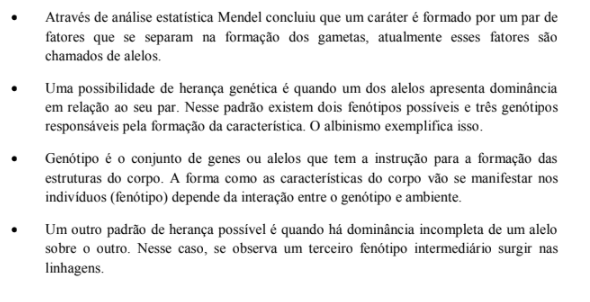 • Através de análise estatística Mendel concluiu que um caráter é formado por um par de
fatores que se separam na formação dos gametas, atualmente esses fatores são
chamados de alelos.
• Uma possibilidade de herança genética é quando um dos alelos apresenta dominância
em relação ao seu par. Nesse padrão existem dois fenótipos possíveis e três genótipos
responsáveis pela formação da característica. O albinismo exemplifica isso.
• Genótipo é o conjunto de genes ou alelos que tem a instrução para a formação das
estruturas do corpo. A forma como as características do corpo vão se manifestar nos
indivíduos (fenótipo) depende da interação entre o genótipo e ambiente.
• Um outro padrão de herança possível é quando há dominância incompleta de um alelo
sobre o outro. Nesse caso, se observa um terceiro fenótipo intermediário surgir nas
linhagens.